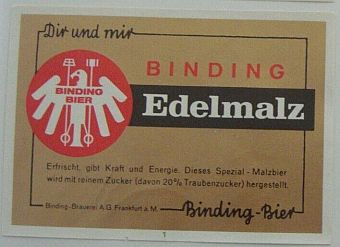 Dir und mir
BINDING
BIER
BINDING
Edelmalz
Erfrischt, gibt Kraft und Energie. Dieses Spezial-Malzbier
wird mit reinem Zucker (davon 20% Traubenzucker) hergestellt.
Binding-Brauerei A.G. Frankfurt a. M.
Binding-Bier
1